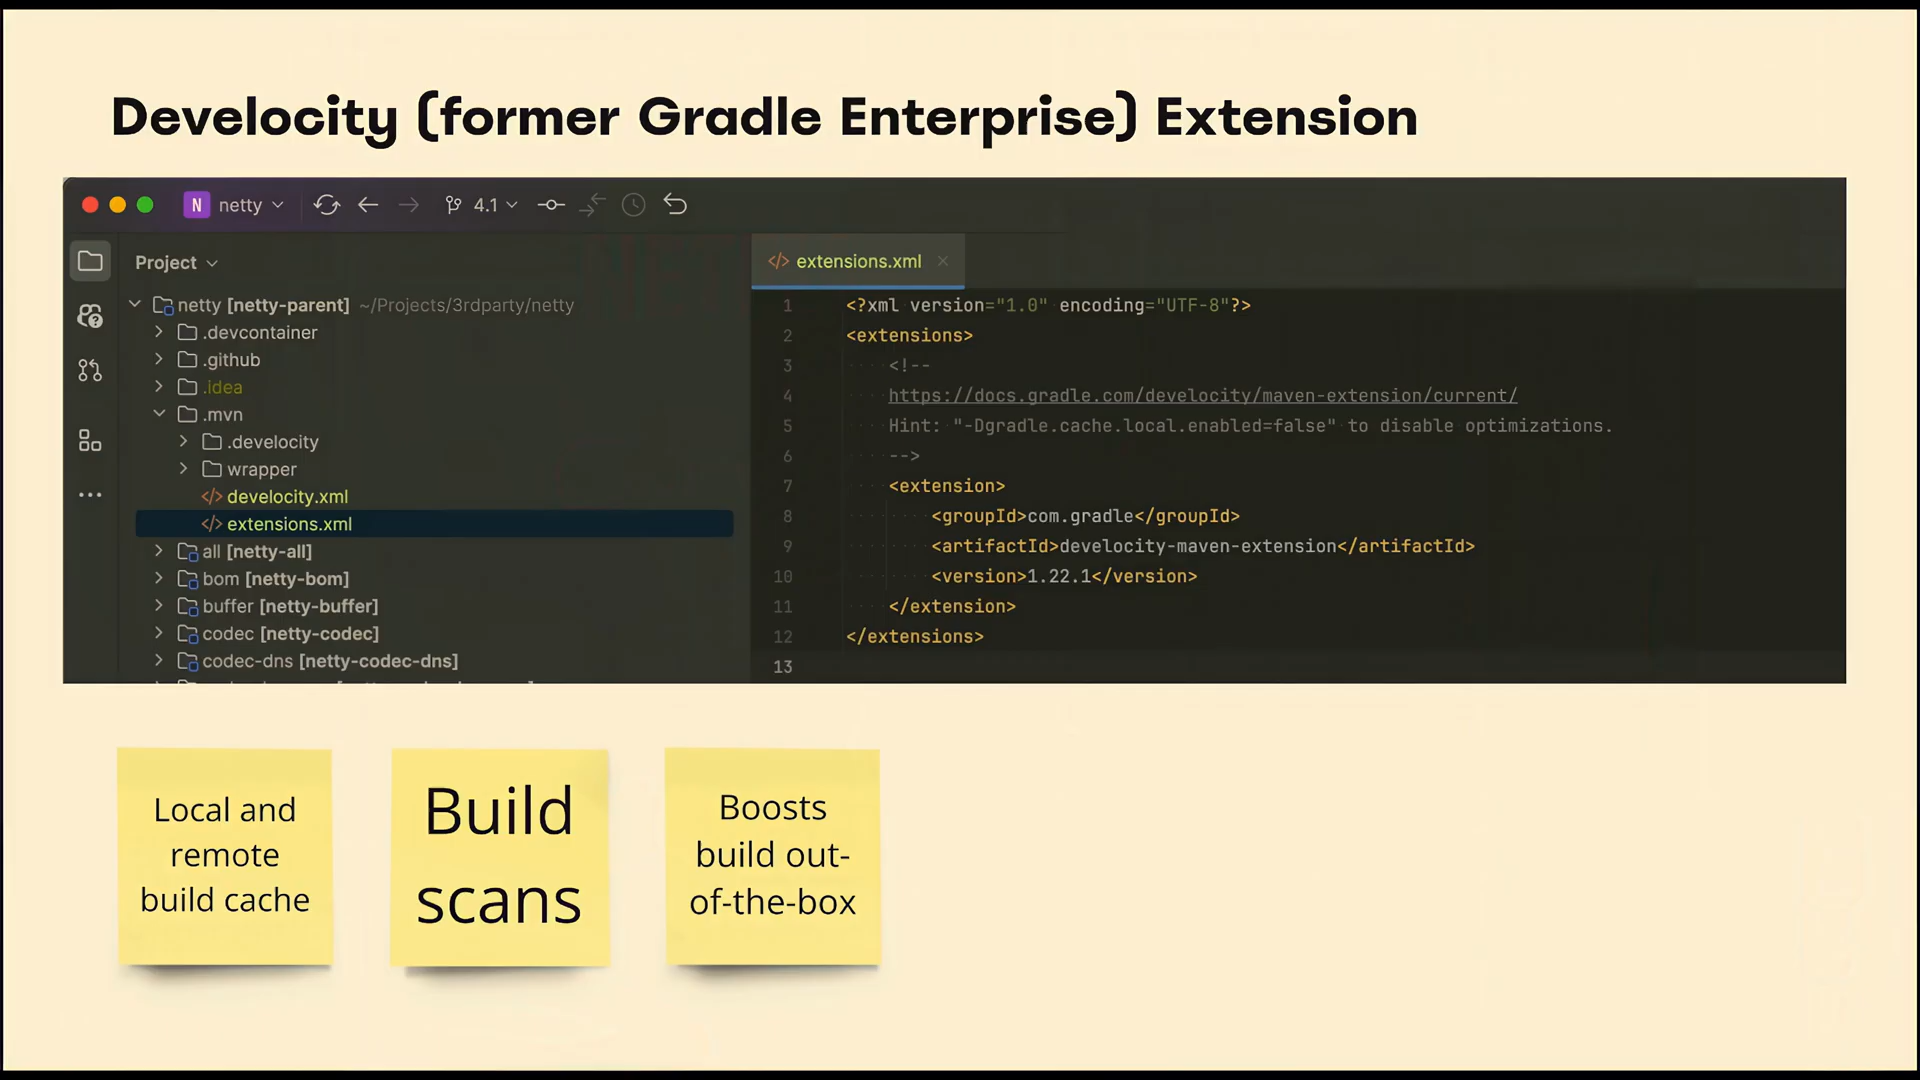 Develocity (former Gradle Enterprise) Extension
N netty 4.1
Project
netty [netty-parent] ~/Projects/3rdparty/netty
.devcontainer
.github
.idea
.mvn
.develocity
wrapper
</> develocity.xml
</> extensions.xml
all [netty-all]
bom [netty-bom]
buffer [netty-buffer]
codec [netty-codec]
codec-dns [netty-codec-dns]
</> extensions.xml
1 <?xml version="1.0" encoding="UTF-8"?>
2 <extensions>
3 <!--
4 https://docs.gradle.com/develocity/maven-extension/current/
5 Hint: "-Dgradle.cache.local.enabled=false" to disable optimizations.
6 -->
7 <extension>
8 <groupId>com.gradle</groupId>
9 <artifactId>develocity-maven-extension</artifactId>
10 <version>1.22.1</version>
11 </extension>
12 </extensions>
13
Local and
remote
build cache
Build
scans
Boosts
build out-
of-the-box